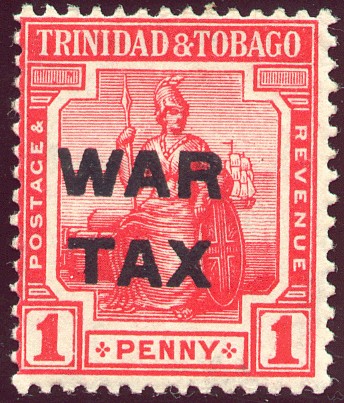 TRINIDAD & TOBAGO
POSTAGE &
REVENUE
WAR
TAX
1 PENNY 1